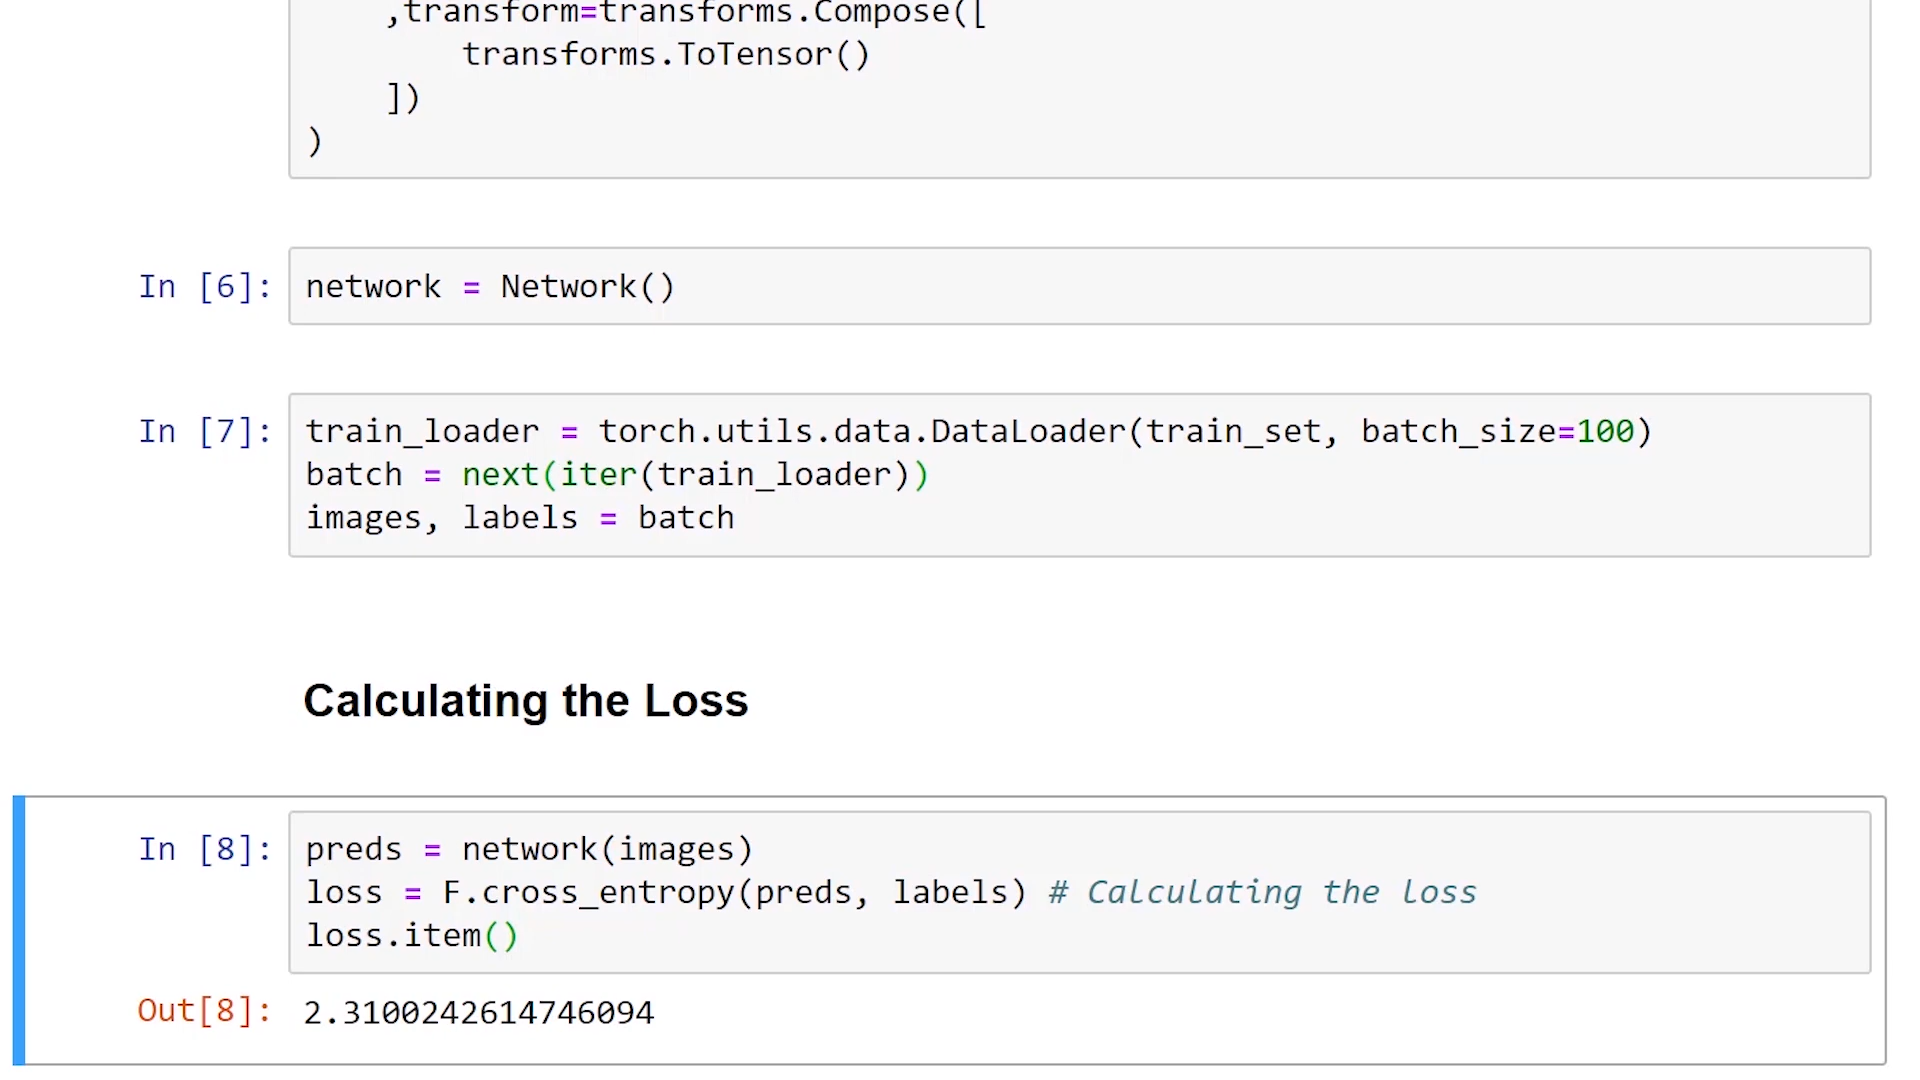 ,transform=transforms.Compose([
transforms.ToTensor()
])
)
In [6]: network = Network()
In [7]: train_loader = torch.utils.data.DataLoader(train_set, batch_size=100)
batch = next(iter(train_loader))
images, labels = batch
Calculating the Loss
In [8]: preds = network(images)
loss = F.cross_entropy(preds, labels) # Calculating the loss
loss.item()
Out[8]: 2.3100242614746094